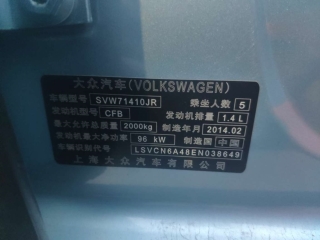 大众汽车(VOLKSWAGEN)
车辆型号 SVW71410JR 乘坐人数 5
发动机型号 CFB 发动机排量 1.4 L
最大允许总质量 2000kg 制造年月 2014.02
发动机最大净功率 96 kW 制造国 中国
车辆识别代号 LSVCN6A48EN038649
上海大众汽车有限公司